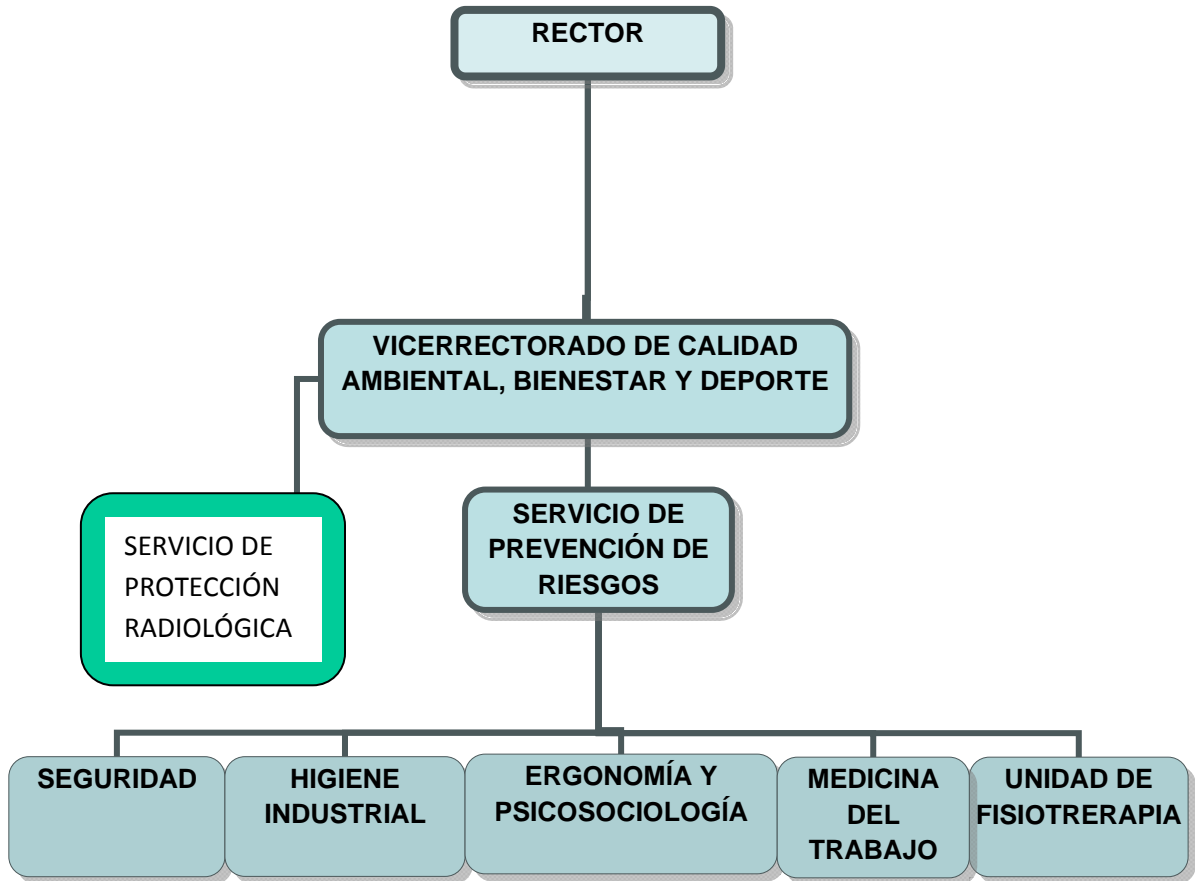 RECTOR
VICERRECTORADO DE CALIDAD
AMBIENTAL, BIENESTAR Y DEPORTE
SERVICIO DE
PROTECCIÓN
RADIOLÓGICA
SERVICIO DE
PREVENCIÓN DE
RIESGOS
SEGURIDAD
HIGIENE
INDUSTRIAL
ERGONOMÍA Y
PSICOSOCIOLOGÍA
MEDICINA
DEL
TRABAJO
UNIDAD DE
FISIOTRERAPIA